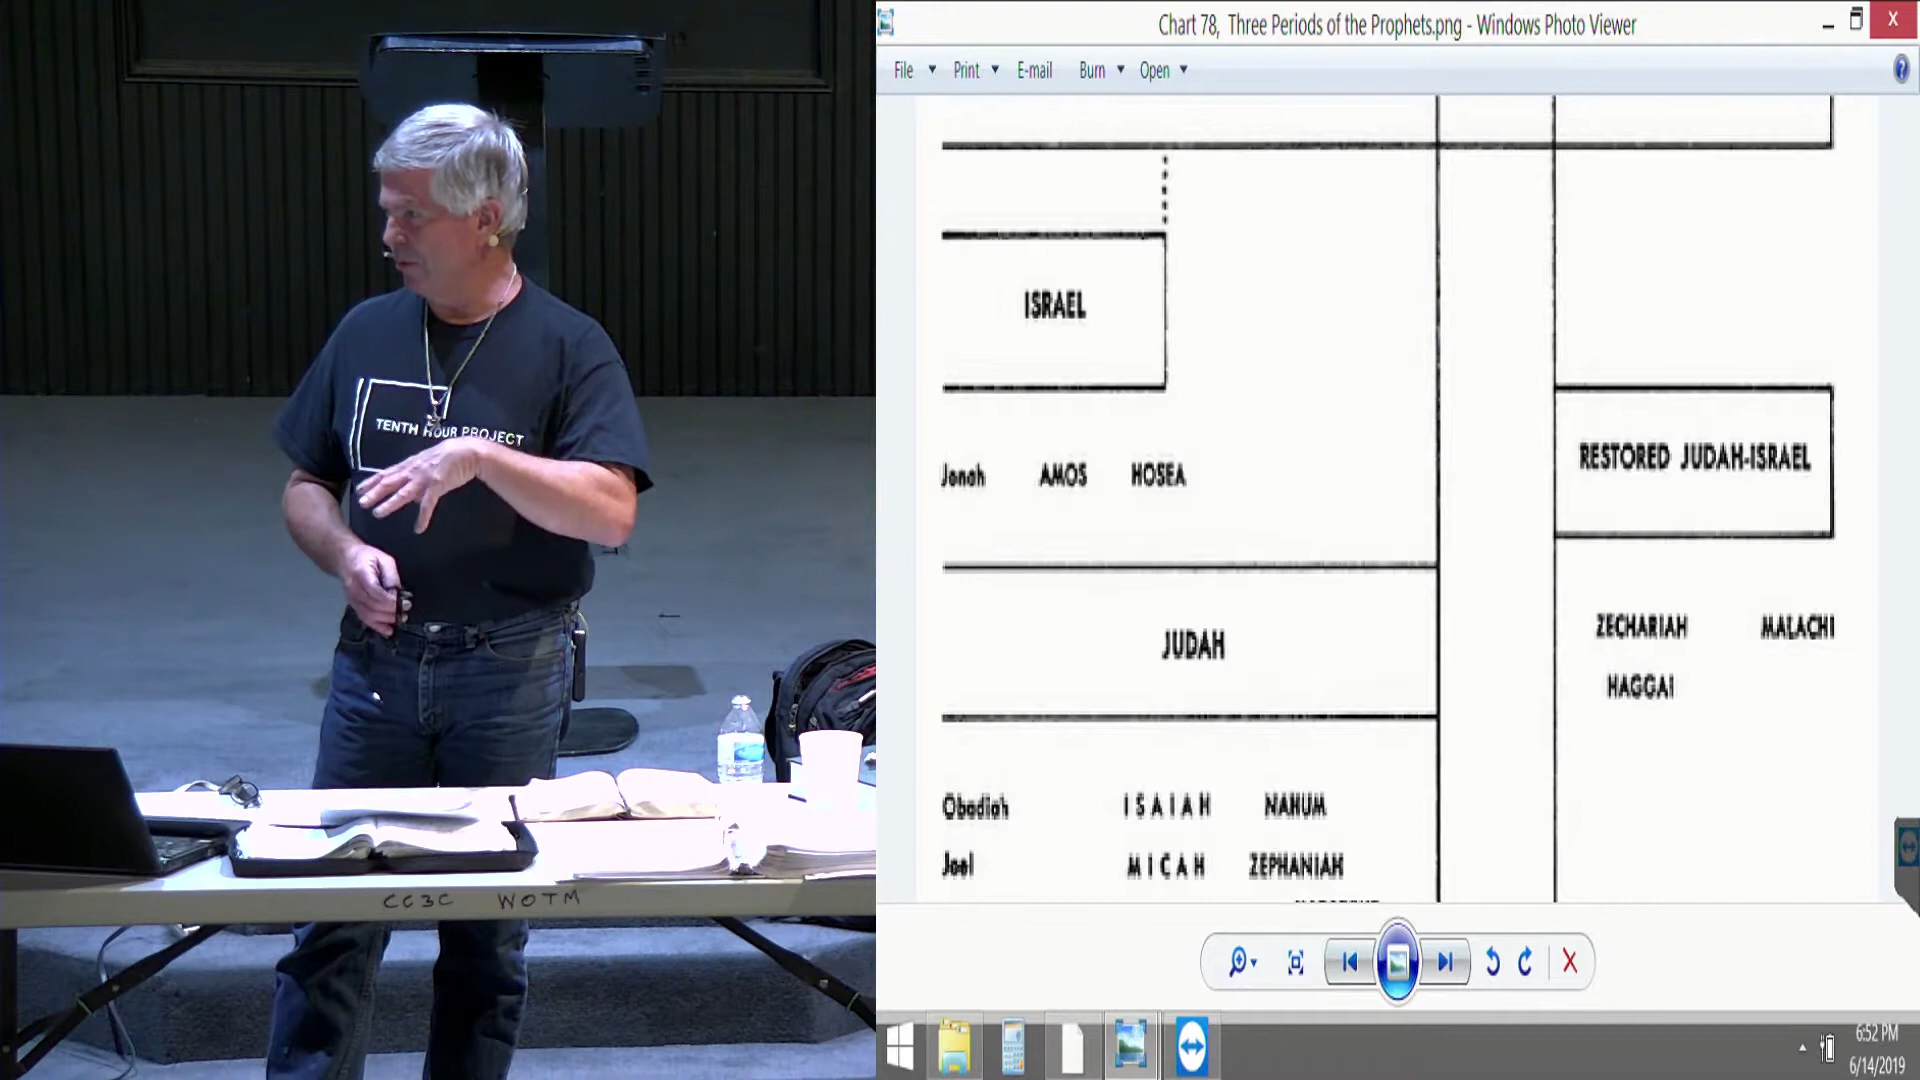 TENTH HOUR PROJECT
CC3C WOTM
Chart 78, Three Periods of the Prophets.png - Windows Photo Viewer
File Print E-mail Burn Open
ISRAEL
Jonah AMOS HOSEA
RESTORED JUDAH-ISRAEL
JUDAH
ZECHARIAH MALACHI
HAGGAI
Obadiah ISAIAH NAHUM
Joel MICAH ZEPHANIAH
6:52 PM
6/14/2019